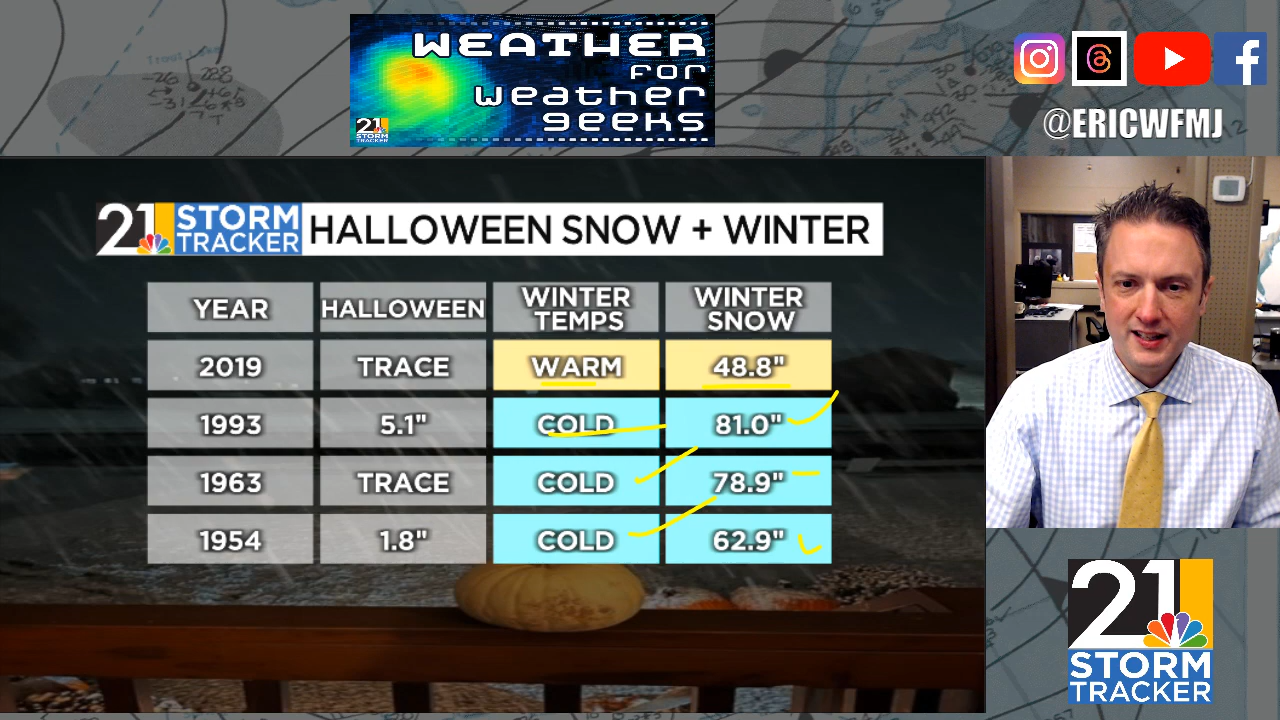 WEATHER
FOR
weather
geeks
21
STORM
TRACKER
@ERICWFMJ
21 STORM TRACKER
HALLOWEEN SNOW + WINTER
YEAR HALLOWEEN WINTER TEMPS WINTER SNOW
2019 TRACE WARM 48.8"
1993 5.1" COLD 81.0"
1963 TRACE COLD 78.9"
1954 1.8" COLD 62.9"
21
STORM
TRACKER